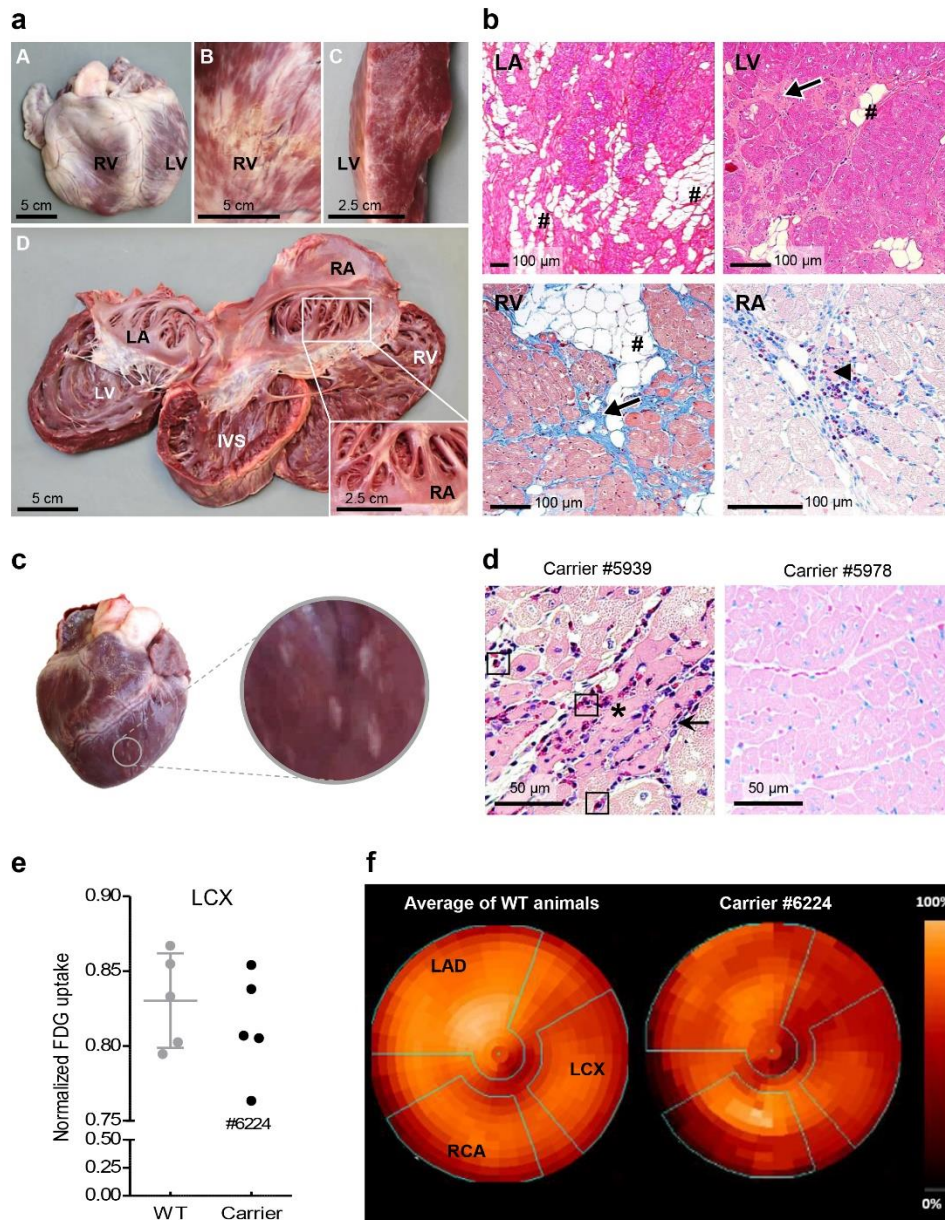 a
A
RV
LV
5 cm
B
RV
5 cm
C
LV
2.5 cm
D
RA
LA
RV
LV
IVS
RA
5 cm
2.5 cm
b
LA
#
#
100 µm
LV
#
100 µm
RV
#
100 µm
RA
100 µm
c
d
Carrier #5939
*
50 µm
Carrier #5978
50 µm
e
LCX
Normalized FDG uptake
0.90
0.85
0.80
0.75
0.50
0.25
0.00
#6224
WT
Carrier
f
Average of WT animals
LAD
LCX
RCA
Carrier #6224
100%
0%